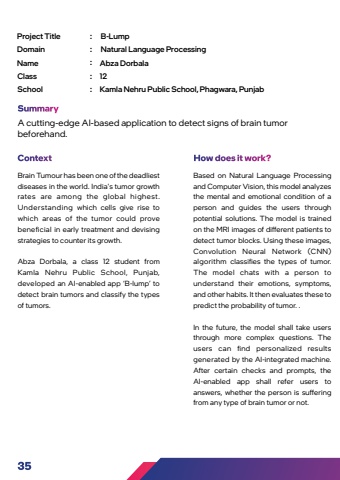 Project Title : B-Lump
Domain : Natural Language Processing
Name : Abza Dorbala
Class : 12
School : Kamla Nehru Public School, Phagwara, Punjab
Summary
A cutting-edge AI-based application to detect signs of brain tumor
beforehand.
Context
Brain Tumour has been one of the deadliest
diseases in the world. India's tumor growth
rates are among the global highest.
Understanding which cells give rise to
which areas of the tumor could prove
beneficial in early treatment and devising
strategies to counter its growth.
Abza Dorbala, a class 12 student from
Kamla Nehru Public School, Punjab,
developed an AI-enabled app 'B-lump' to
detect brain tumors and classify the types
of tumors.
How does it work?
Based on Natural Language Processing
and Computer Vision, this model analyzes
the mental and emotional condition of a
person and guides the users through
potential solutions. The model is trained
on the MRI images of different patients to
detect tumor blocks. Using these images,
Convolution Neural Network (CNN)
algorithm classifies the types of tumor.
The model chats with a person to
understand their emotions, symptoms,
and other habits. It then evaluates these to
predict the probability of tumor. .
In the future, the model shall take users
through more complex questions. The
users can find personalized results
generated by the AI-integrated machine.
After certain checks and prompts, the
AI-enabled app shall refer users to
answers, whether the person is suffering
from any type of brain tumor or not.
35